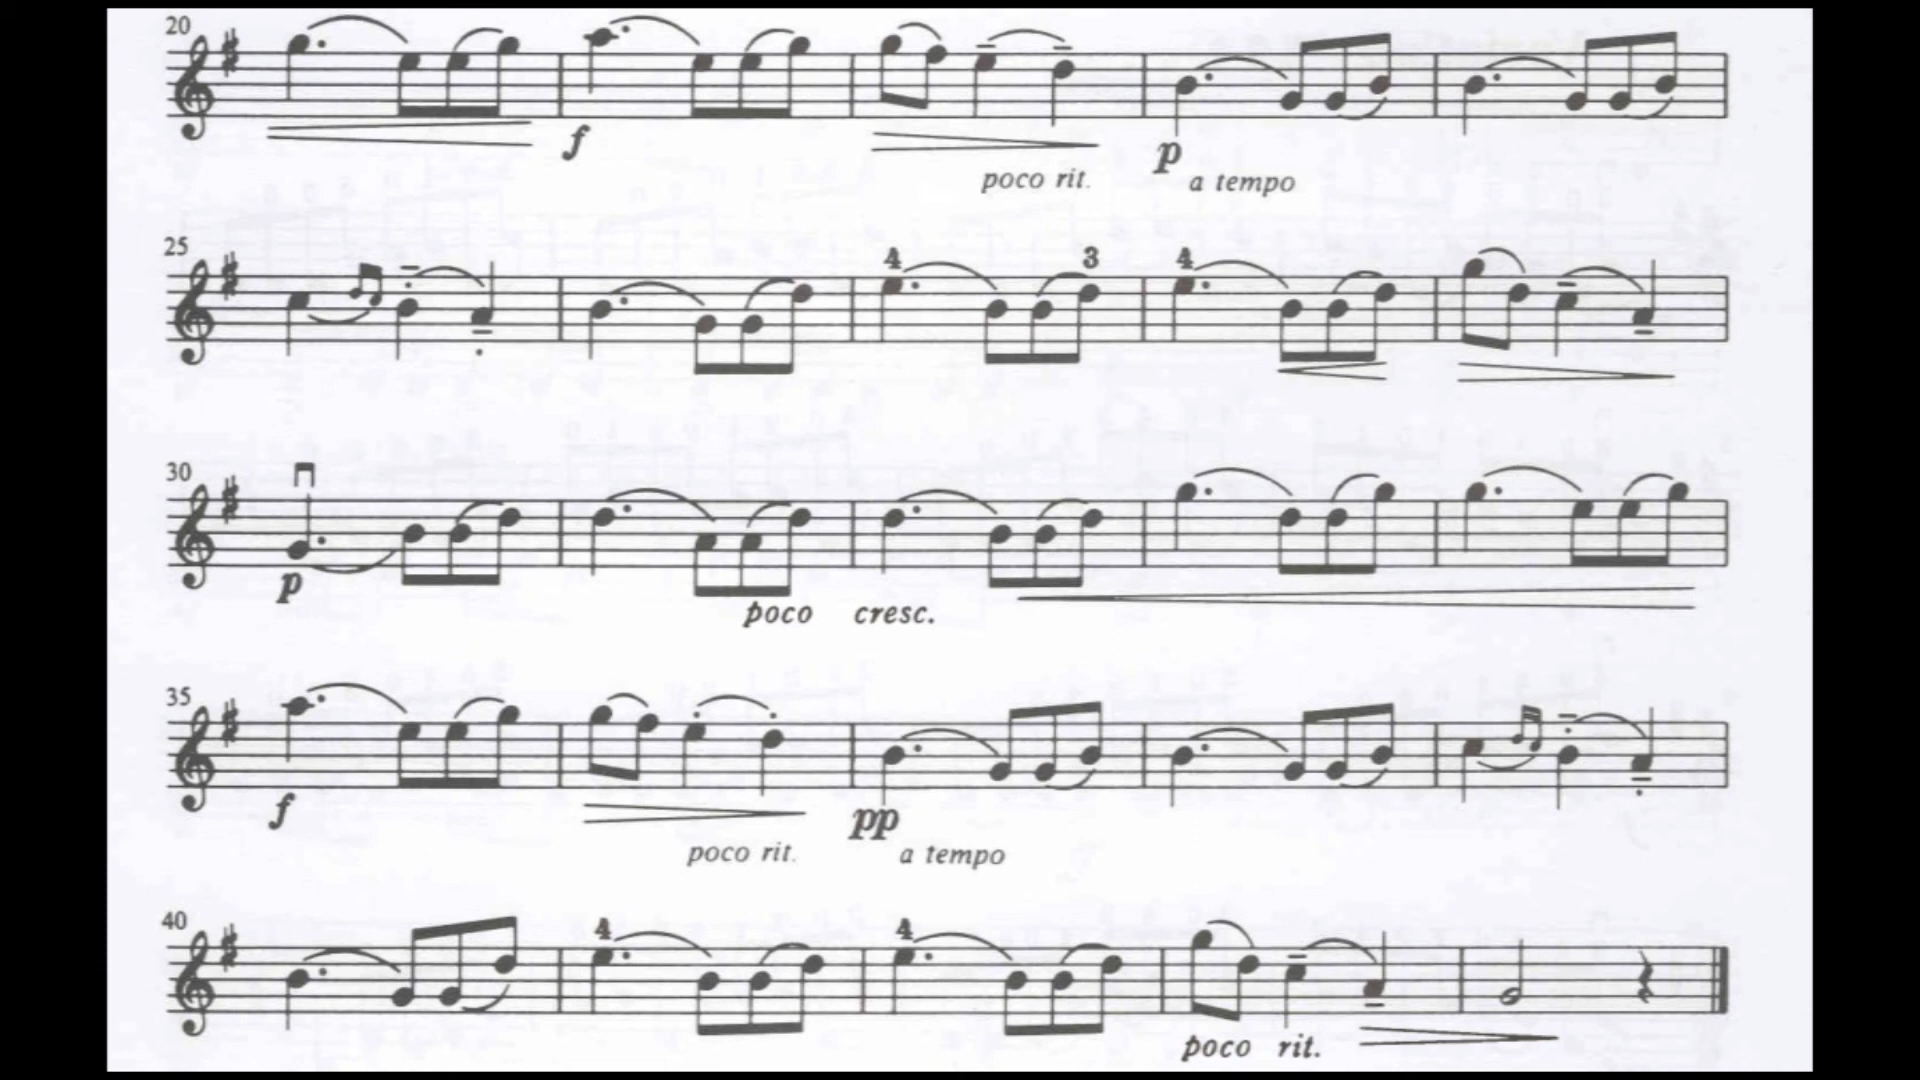 20
f
poco rit.
p
a tempo
25
4 3 4
30
p
poco cresc.
35
f
poco rit.
pp
a tempo
40
4 4
poco rit.